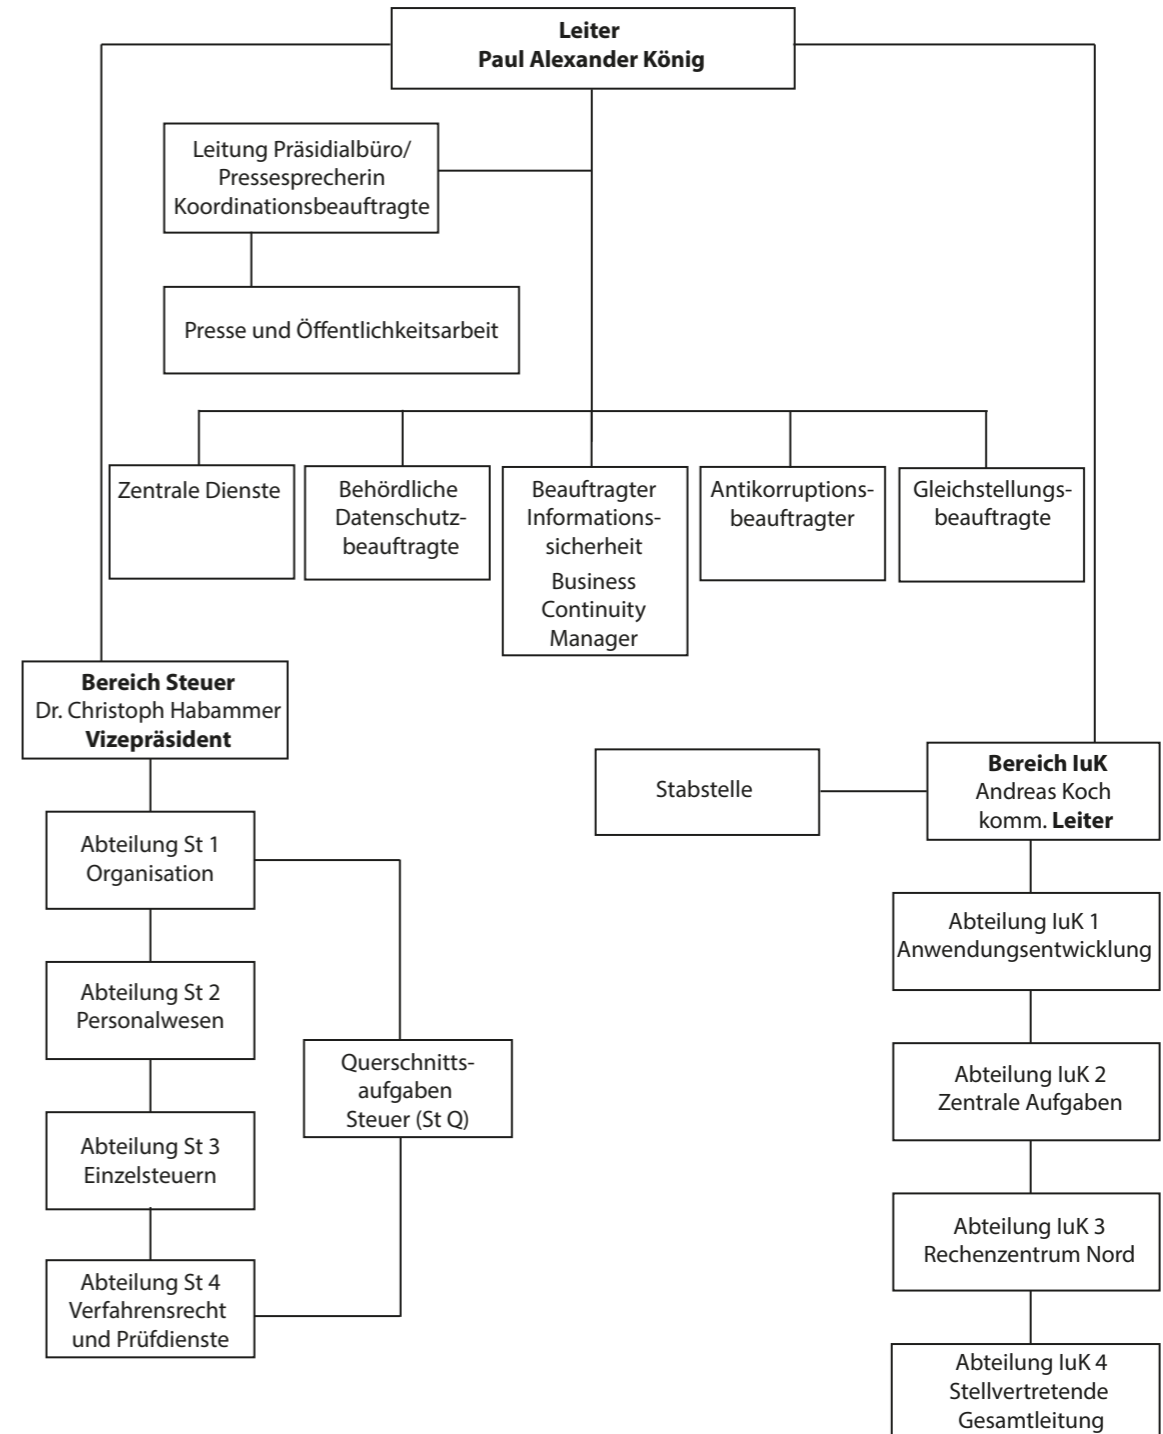 Leiter
Paul Alexander König
Leitung Präsidialbüro/
Pressesprecherin
Koordinationsbeauftragte
Presse und Öffentlichkeitsarbeit
Zentrale Dienste
Behördliche
Datenschutz-
beauftragte
Beauftragter
Informations-
sicherheit
Business
Continuity
Manager
Antikorruptions-
beauftragter
Gleichstellungs-
beauftragte
Bereich Steuer
Dr. Christoph Habammer
Vizepräsident
Abteilung St 1
Organisation
Abteilung St 2
Personalwesen
Abteilung St 3
Einzelsteuern
Abteilung St 4
Verfahrensrecht
und Prüfdienste
Querschnitts-
aufgaben
Steuer (St Q)
Stabstelle
Bereich IuK
Andreas Koch
komm. Leiter
Abteilung IuK 1
Anwendungsentwicklung
Abteilung IuK 2
Zentrale Aufgaben
Abteilung IuK 3
Rechenzentrum Nord
Abteilung IuK 4
Stellvertretende
Gesamtleitung